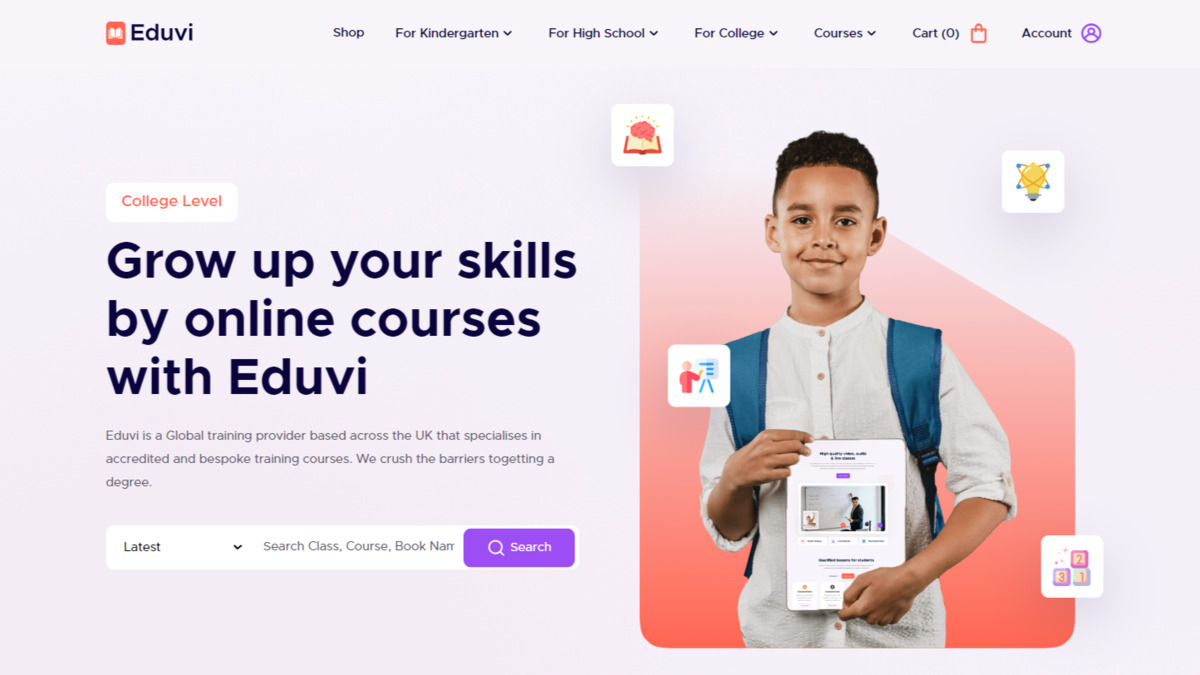 Eduvi
Shop
For Kindergarten
For High School
For College
Courses
Cart (0)
Account
College Level
Grow up your skills
by online courses
with Eduvi
Eduvi is a Global training provider based across the UK that specialises in
accredited and bespoke training courses. We crush the barriers togetting a
degree.
Latest
Search Class, Course, Book Nam
Search
High quality video, audio
& live classes
Qualified lessons for students
2
3 1